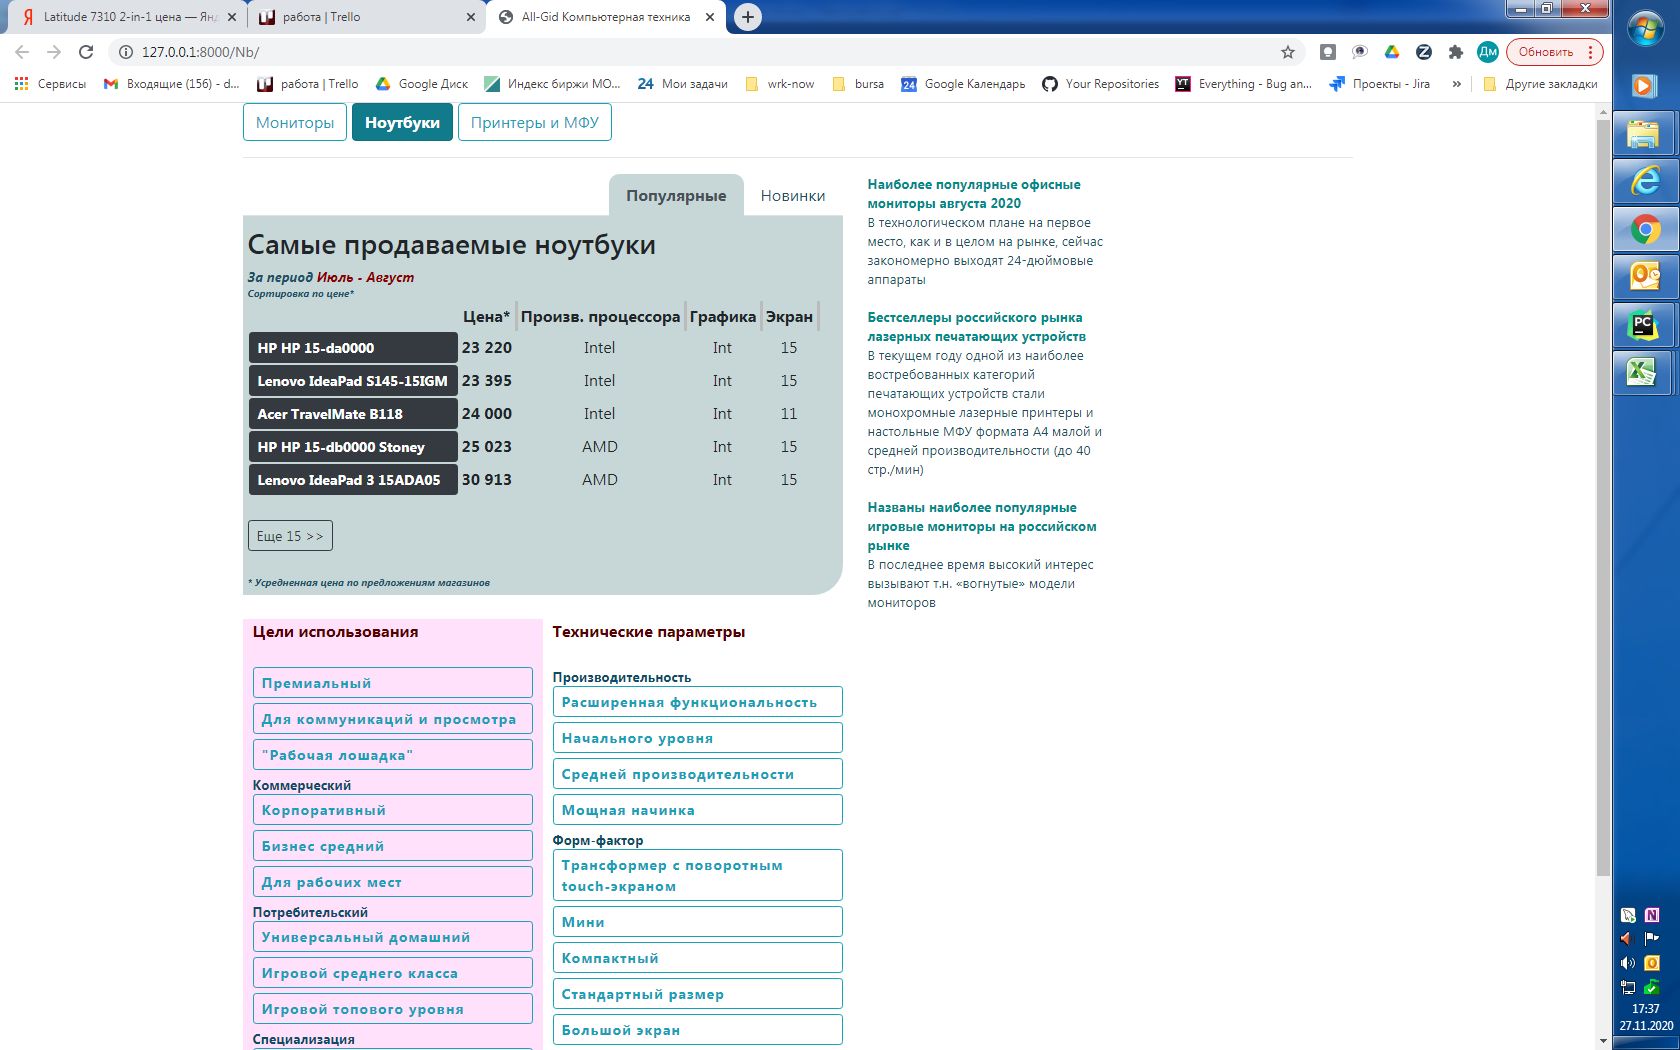 Latitude 7310 2-in-1 цена — Янд
работа | Trello
All-Gid Компьютерная техника
127.0.0.1:8000/Nb/
Дм
Обновить
Сервисы
Входящие (156) - d...
работа | Trello
Google Диск
Индекс биржи МО...
24 Мои задачи
wrk-now
bursa
24 Google Календарь
Your Repositories
YT Everything - Bug an...
Проекты - Jira
»
Другие закладки
Мониторы
Ноутбуки
Принтеры и МФУ
Популярные
Новинки
Самые продаваемые ноутбуки
За период Июль - Август
Сортировка по цене*
Цена* Произв. процессора Графика Экран
HP HP 15-da0000 23 220 Intel Int 15
Lenovo IdeaPad S145-15IGM 23 395 Intel Int 15
Acer TravelMate B118 24 000 Intel Int 11
HP HP 15-db0000 Stoney 25 023 AMD Int 15
Lenovo IdeaPad 3 15ADA05 30 913 AMD Int 15
Еще 15 >>
* Усредненная цена по предложениям магазинов
Наиболее популярные офисные
мониторы августа 2020
В технологическом плане на первое
место, как и в целом на рынке, сейчас
закономерно выходят 24-дюймовые
аппараты
Бестселлеры российского рынка
лазерных печатающих устройств
В текущем году одной из наиболее
востребованных категорий
печатающих устройств стали
монохромные лазерные принтеры и
настольные МФУ формата А4 малой и
средней производительности (до 40
стр./мин)
Названы наиболее популярные
игровые мониторы на российском
рынке
В последнее время высокий интерес
вызывают т.н. «вогнутые» модели
мониторов
Цели использования
Премиальный
Для коммуникаций и просмотра
"Рабочая лошадка"
Коммерческий
Корпоративный
Бизнес средний
Для рабочих мест
Потребительский
Универсальный домашний
Игровой среднего класса
Игровой топового уровня
Специализация
Технические параметры
Производительность
Расширенная функциональность
Начального уровня
Средней производительности
Мощная начинка
Форм-фактор
Трансформер с поворотным
touch-экраном
Мини
Компактный
Стандартный размер
Большой экран
PC
17:37
27.11.2020